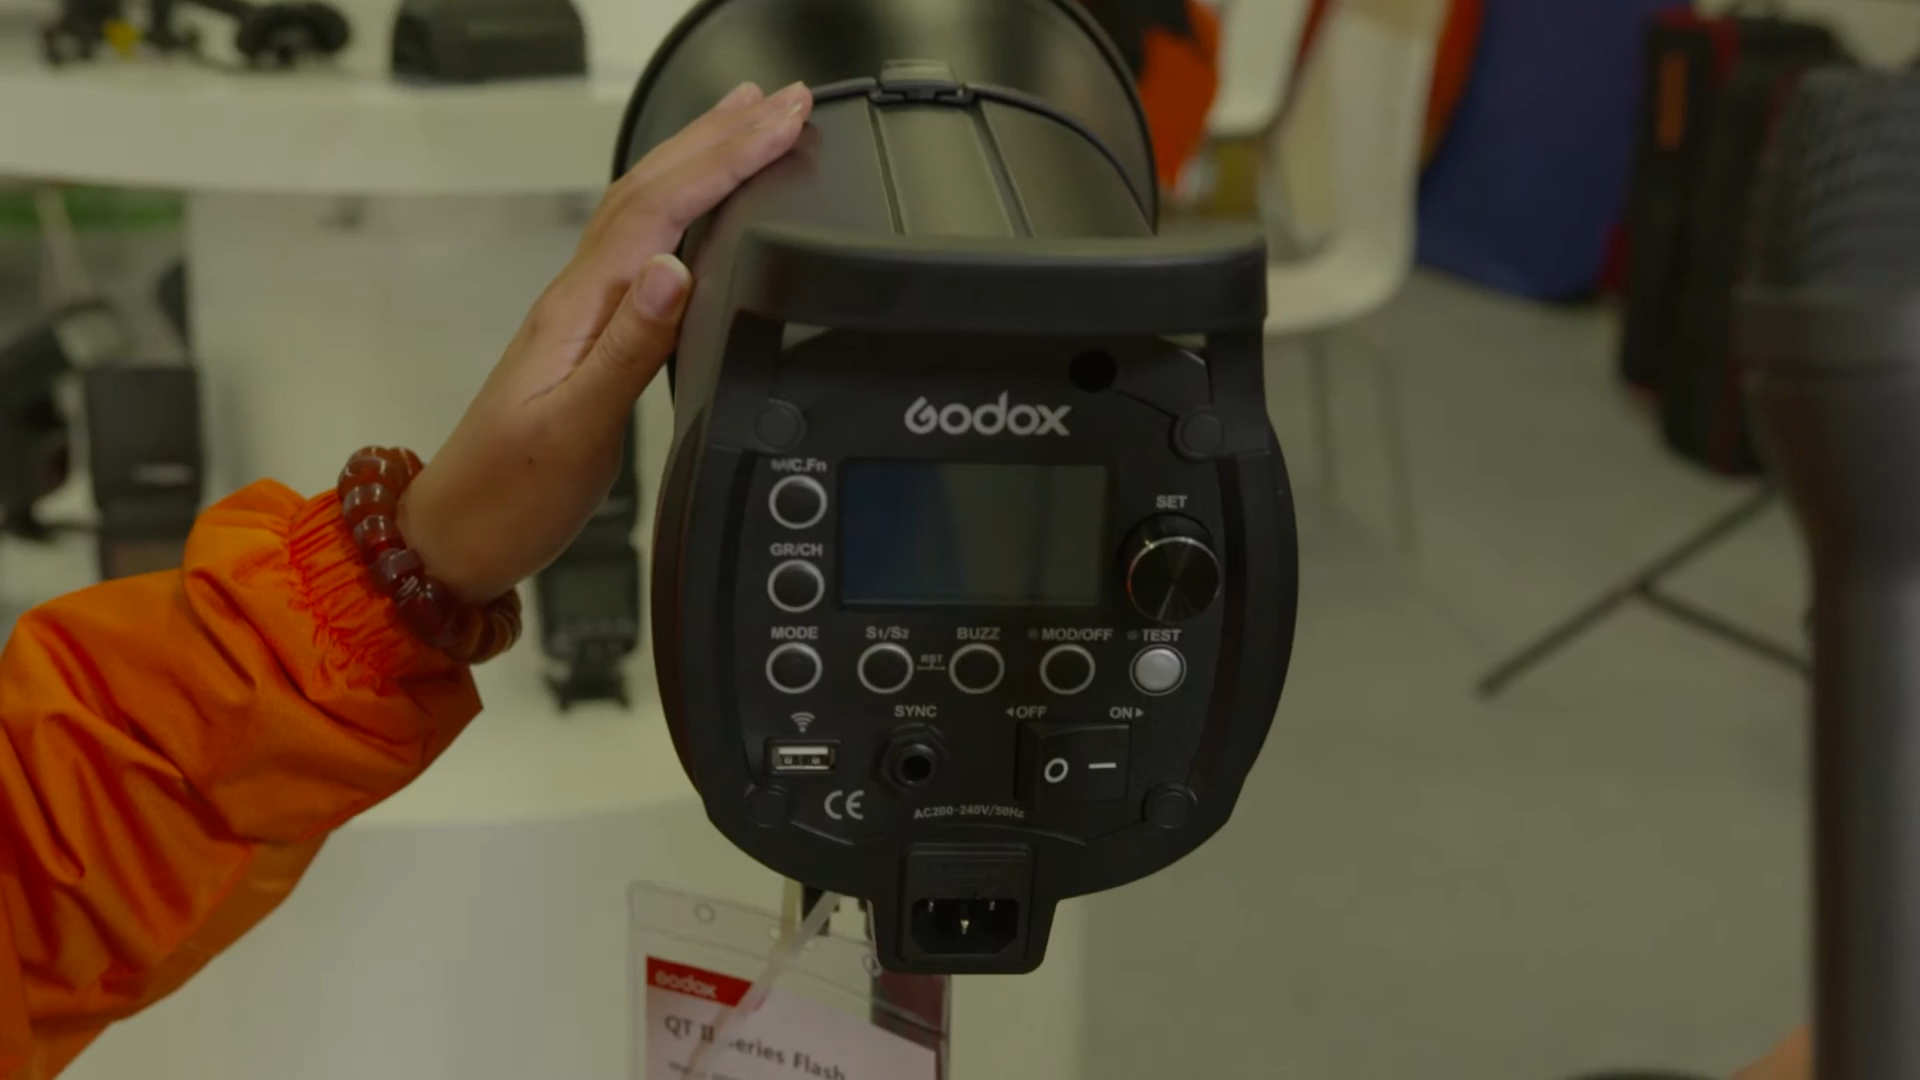 Godox
M/C.Fn
SET
GR/CH
MODE
S1/S2
RST
BUZZ
MOD/OFF
TEST
SYNC
◄OFF
ON►
O
—
CE
AC200-240V/50Hz
Godox
QT II Series Flash